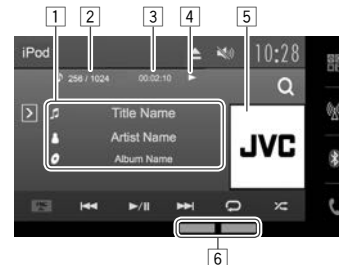 1 2 3 4 5
iPod 10:28
256 / 1024 00:02:10
Title Name
Artist Name
Album Name
JVC
6